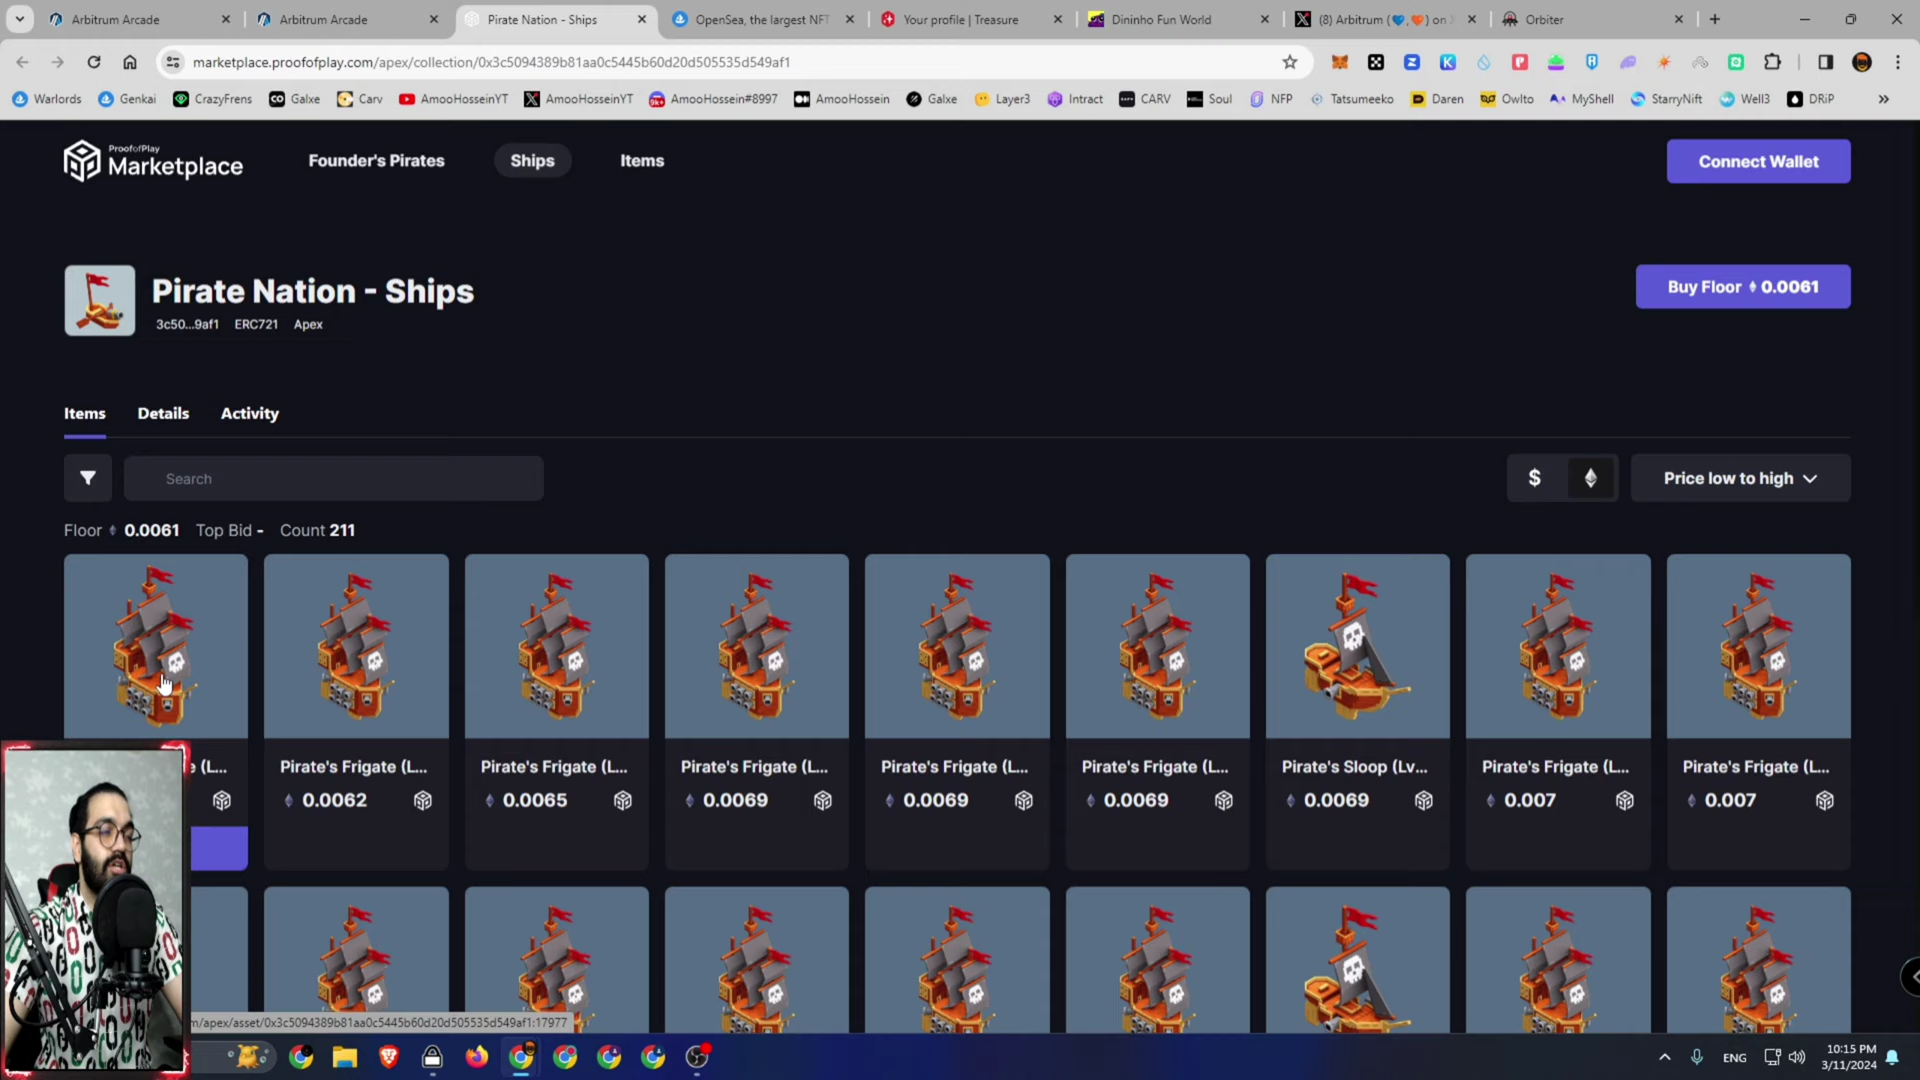 Arbitrum Arcade
Arbitrum Arcade
Pirate Nation - Ships
OpenSea, the largest NFT
Your profile | Treasure
Dininho Fun World
(8) Arbitrum (💙,🧡) on
Orbiter
marketplace.proofofplay.com/apex/collection/0x3c5094389b81aa0c5445b60d20d505535d549af1
Warlords
Genkai
CrazyFrens
Galxe
Carv
AmooHosseinYT
AmooHosseinYT
AmooHossein#8997
AmooHossein
Galxe
Layer3
Intract
CARV
Soul
NFP
Tatsumeeko
Daren
Owlto
MyShell
StarryNift
Well3
DRiP
ProofofPlay
Marketplace
Founder's Pirates
Ships
Items
Connect Wallet
Pirate Nation - Ships
3c50...9af1 ERC721 Apex
Buy Floor 0.0061
Items Details Activity
Search
$
Price low to high
Floor 0.0061 Top Bid - Count 211
e (L...
Pirate's Frigate (L...
Pirate's Frigate (L...
Pirate's Frigate (L...
Pirate's Frigate (L...
Pirate's Frigate (L...
Pirate's Sloop (Lv...
Pirate's Frigate (L...
Pirate's Frigate (L...
0.0062
0.0065
0.0069
0.0069
0.0069
0.0069
0.007
0.007
m/apex/asset/0x3c5094389b81aa0c5445b60d20d505535d549af1:17977
ENG
10:15 PM
3/11/2024